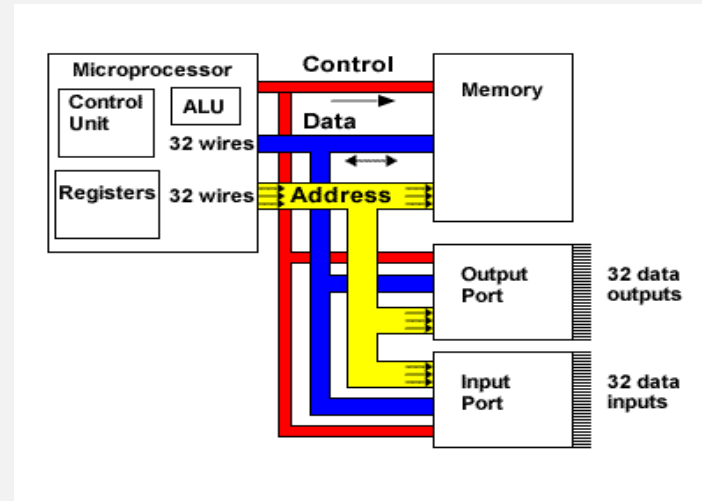 Microprocessor
Control
Unit
ALU
32 wires
Registers
32 wires
Control
Data
Address
Memory
Output
Port
32 data
outputs
Input
Port
32 data
inputs